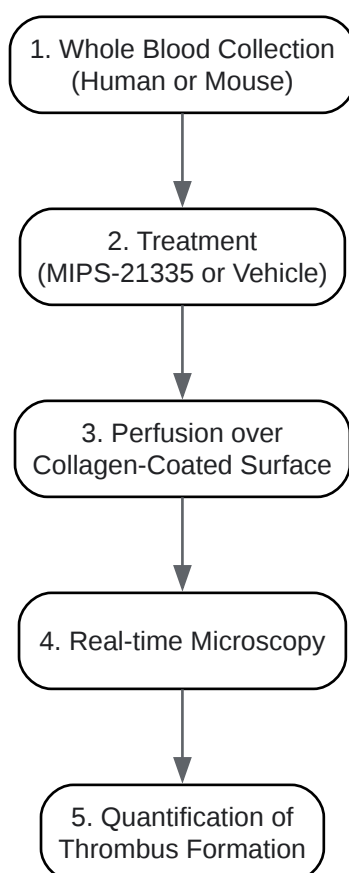 1. Whole Blood Collection
(Human or Mouse)
2. Treatment
(MIPS-21335 or Vehicle)
3. Perfusion over
Collagen-Coated Surface
4. Real-time Microscopy
5. Quantification of
Thrombus Formation